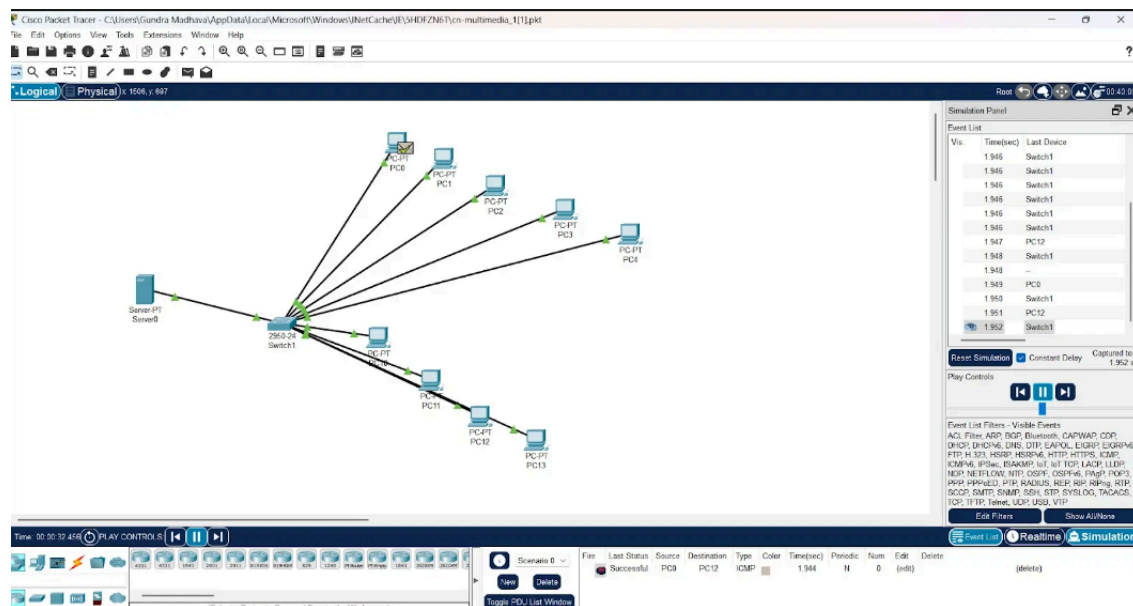 Cisco Packet Tracer - C:\Users\Gundra Madhava\AppData\Local\Microsoft\Windows\INetCache\IE\5HDFZN6T\cn-multimedia_1[1].pkt
File Edit Options View Tools Extensions Window Help
?
Logical Physical x: 1506, y: 697
Root 00:40:0
Simulation Panel
Event List
Vis. Time(sec) Last Device
1.946 Switch1
1.946 Switch1
1.946 Switch1
1.946 Switch1
1.946 Switch1
1.946 Switch1
1.947 PC12
1.948 Switch1
1.948 --
1.949 PC0
1.950 Switch1
1.951 PC12
1.952 Switch1
Reset Simulation Constant Delay Captured to
1.952 s
Play Controls
Event List Filters - Visible Events
ACL Filter, ARP, BGP, Bluetooth, CAPWAP, CDP,
DHCP, DHCPv6, DNS, DTP, EAPOL, EIGRP, EIGRPv6
FTP, H.323, HSRP, HSRPv6, HTTP, HTTPS, ICMP,
ICMPv6, IPSec, ISAKMP, IoT, IoT TCP, LACP, LLDP,
NDP, NETFLOW, NTP, OSPF, OSPFv6, PAgP, POP3,
PPP, PPPoED, PTP, RADIUS, REP, RIP, RIPng, RTP,
SCCP, SMTP, SNMP, SSH, STP, SYSLOG, TACACS,
TCP, TFTP, Telnet, UDP, USB, VTP
Edit Filters Show All/None
PC-PT
PC0
PC-PT
PC1
PC-PT
PC2
PC-PT
PC3
PC-PT
PC4
Server-PT
Server0
2950-24
Switch1
PC-PT
PC10
PC-PT
PC11
PC-PT
PC12
PC-PT
PC13
Time: 00:00:32.456 PLAY CONTROLS:
Event List Realtime Simulation
4331 4321 1941 2901 2911
Scenario 0
New Delete
Toggle PDU List Window
Fire Last Status Source Destination Type Color Time(sec) Periodic Num Edit Delete
Successful PC0 PC12 ICMP 1.944 N 0 (edit) (delete)